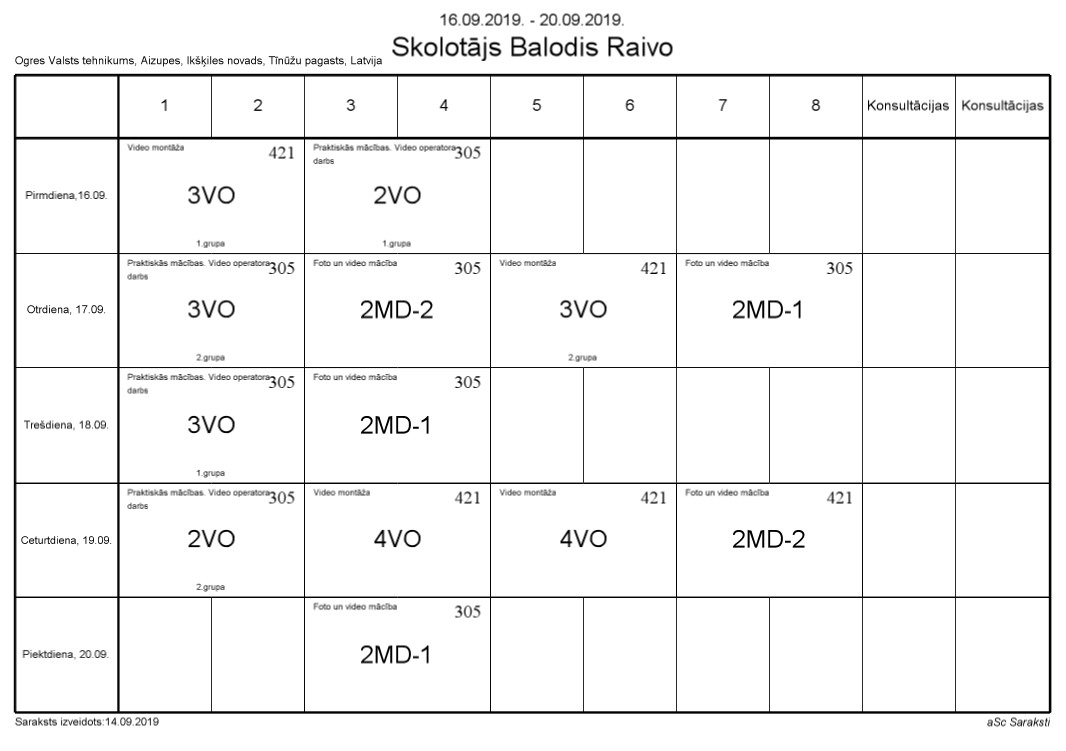 16.09.2019. - 20.09.2019.
Skolotājs Balodis Raivo
Ogres Valsts tehnikums, Aizupes, Ikšķiles novads, Tīnūžu pagasts, Latvija
1 2 3 4 5 6 7 8 Konsultācijas Konsultācijas
Pirmdiena,16.09.
Video montāža 421
3VO
1.grupa
Praktiskās mācības. Video operatora 305
darbs
2VO
1.grupa
Otrdiena, 17.09.
Praktiskās mācības. Video operatora 305
darbs
3VO
2.grupa
Foto un video mācība 305
2MD-2
Video montāža 421
3VO
2.grupa
Foto un video mācība 305
2MD-1
Trešdiena, 18.09.
Praktiskās mācības. Video operatora 305
darbs
3VO
1.grupa
Foto un video mācība 305
2MD-1
Ceturtdiena, 19.09.
Praktiskās mācības. Video operatora 305
darbs
2VO
2.grupa
Video montāža 421
4VO
Video montāža 421
4VO
Foto un video mācība 421
2MD-2
Piektdiena, 20.09.
Foto un video mācība 305
2MD-1
Saraksts izveidots:14.09.2019
aSc Saraksti